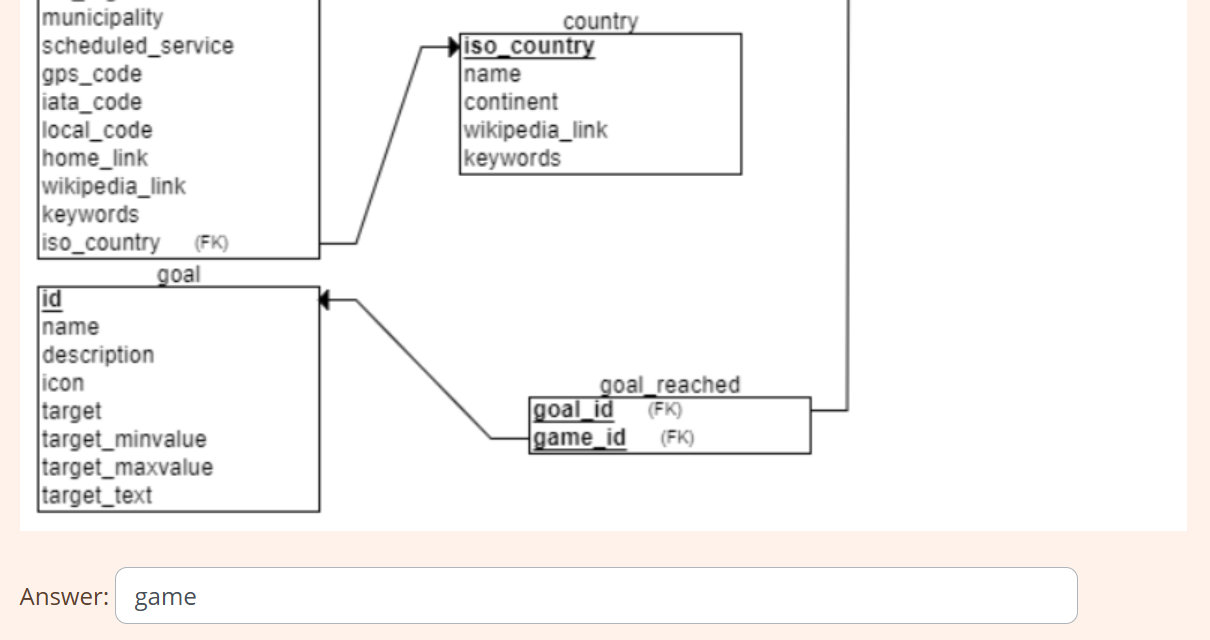 municipality
scheduled_service
gps_code
iata_code
local_code
home_link
wikipedia_link
keywords
iso_country (FK)
country
iso_country
name
continent
wikipedia_link
keywords
goal
id
name
description
icon
target
target_minvalue
target_maxvalue
target_text
goal_reached
goal_id (FK)
game_id (FK)
Answer: game